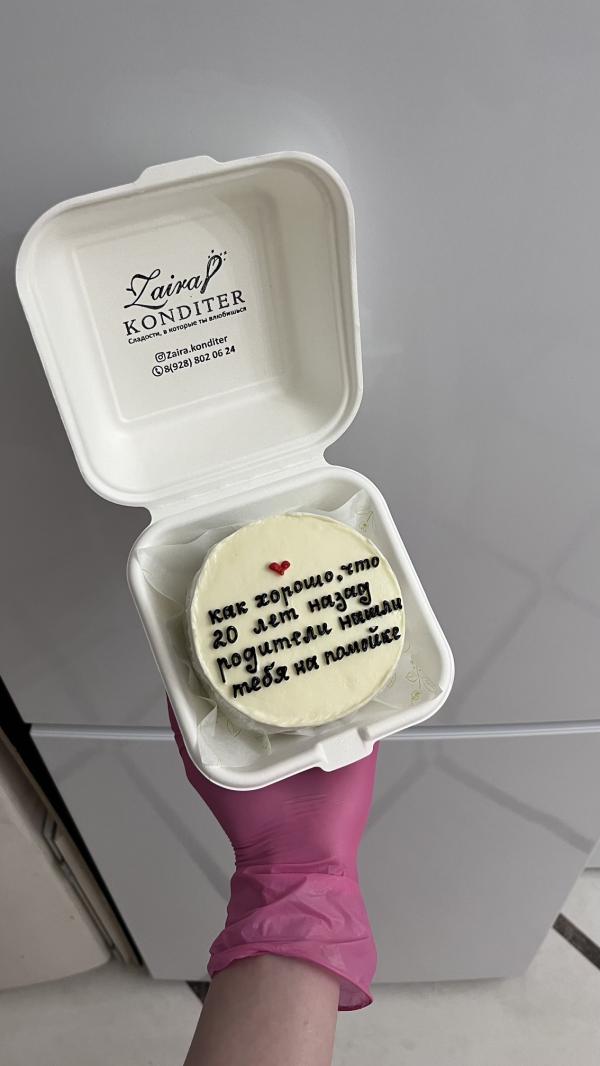 Zaira
KONDITER
Сладости, в которые ты влюбишься
Zaira.konditer
8(928) 802 06 24
как хорошо, что
20 лет назад
родители нашли
тебя на помойке